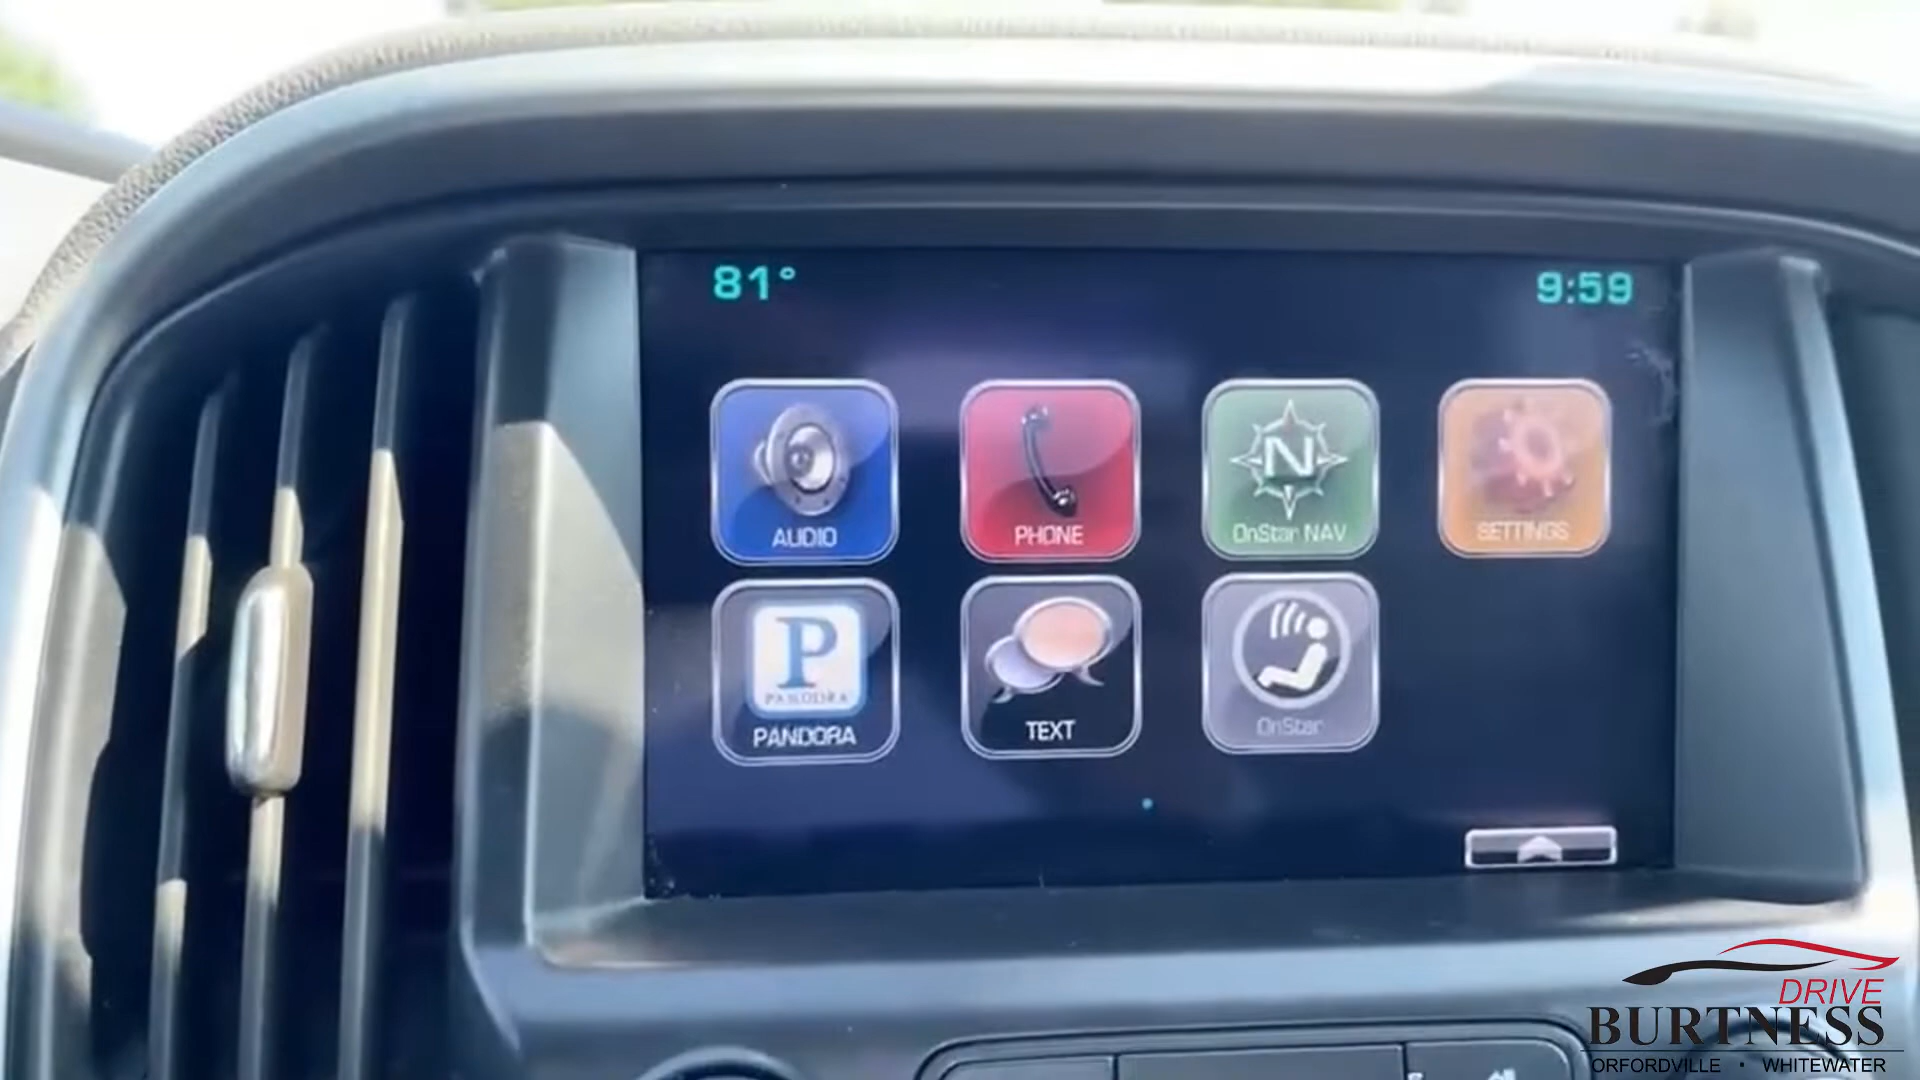 81°
9:59
AUDIO
PHONE
N
OnStar NAV
SETTINGS
P
PANDORA
PANDORA
TEXT
OnStar
DRIVE
BURTNESS
ORFORDVILLE • WHITEWATER